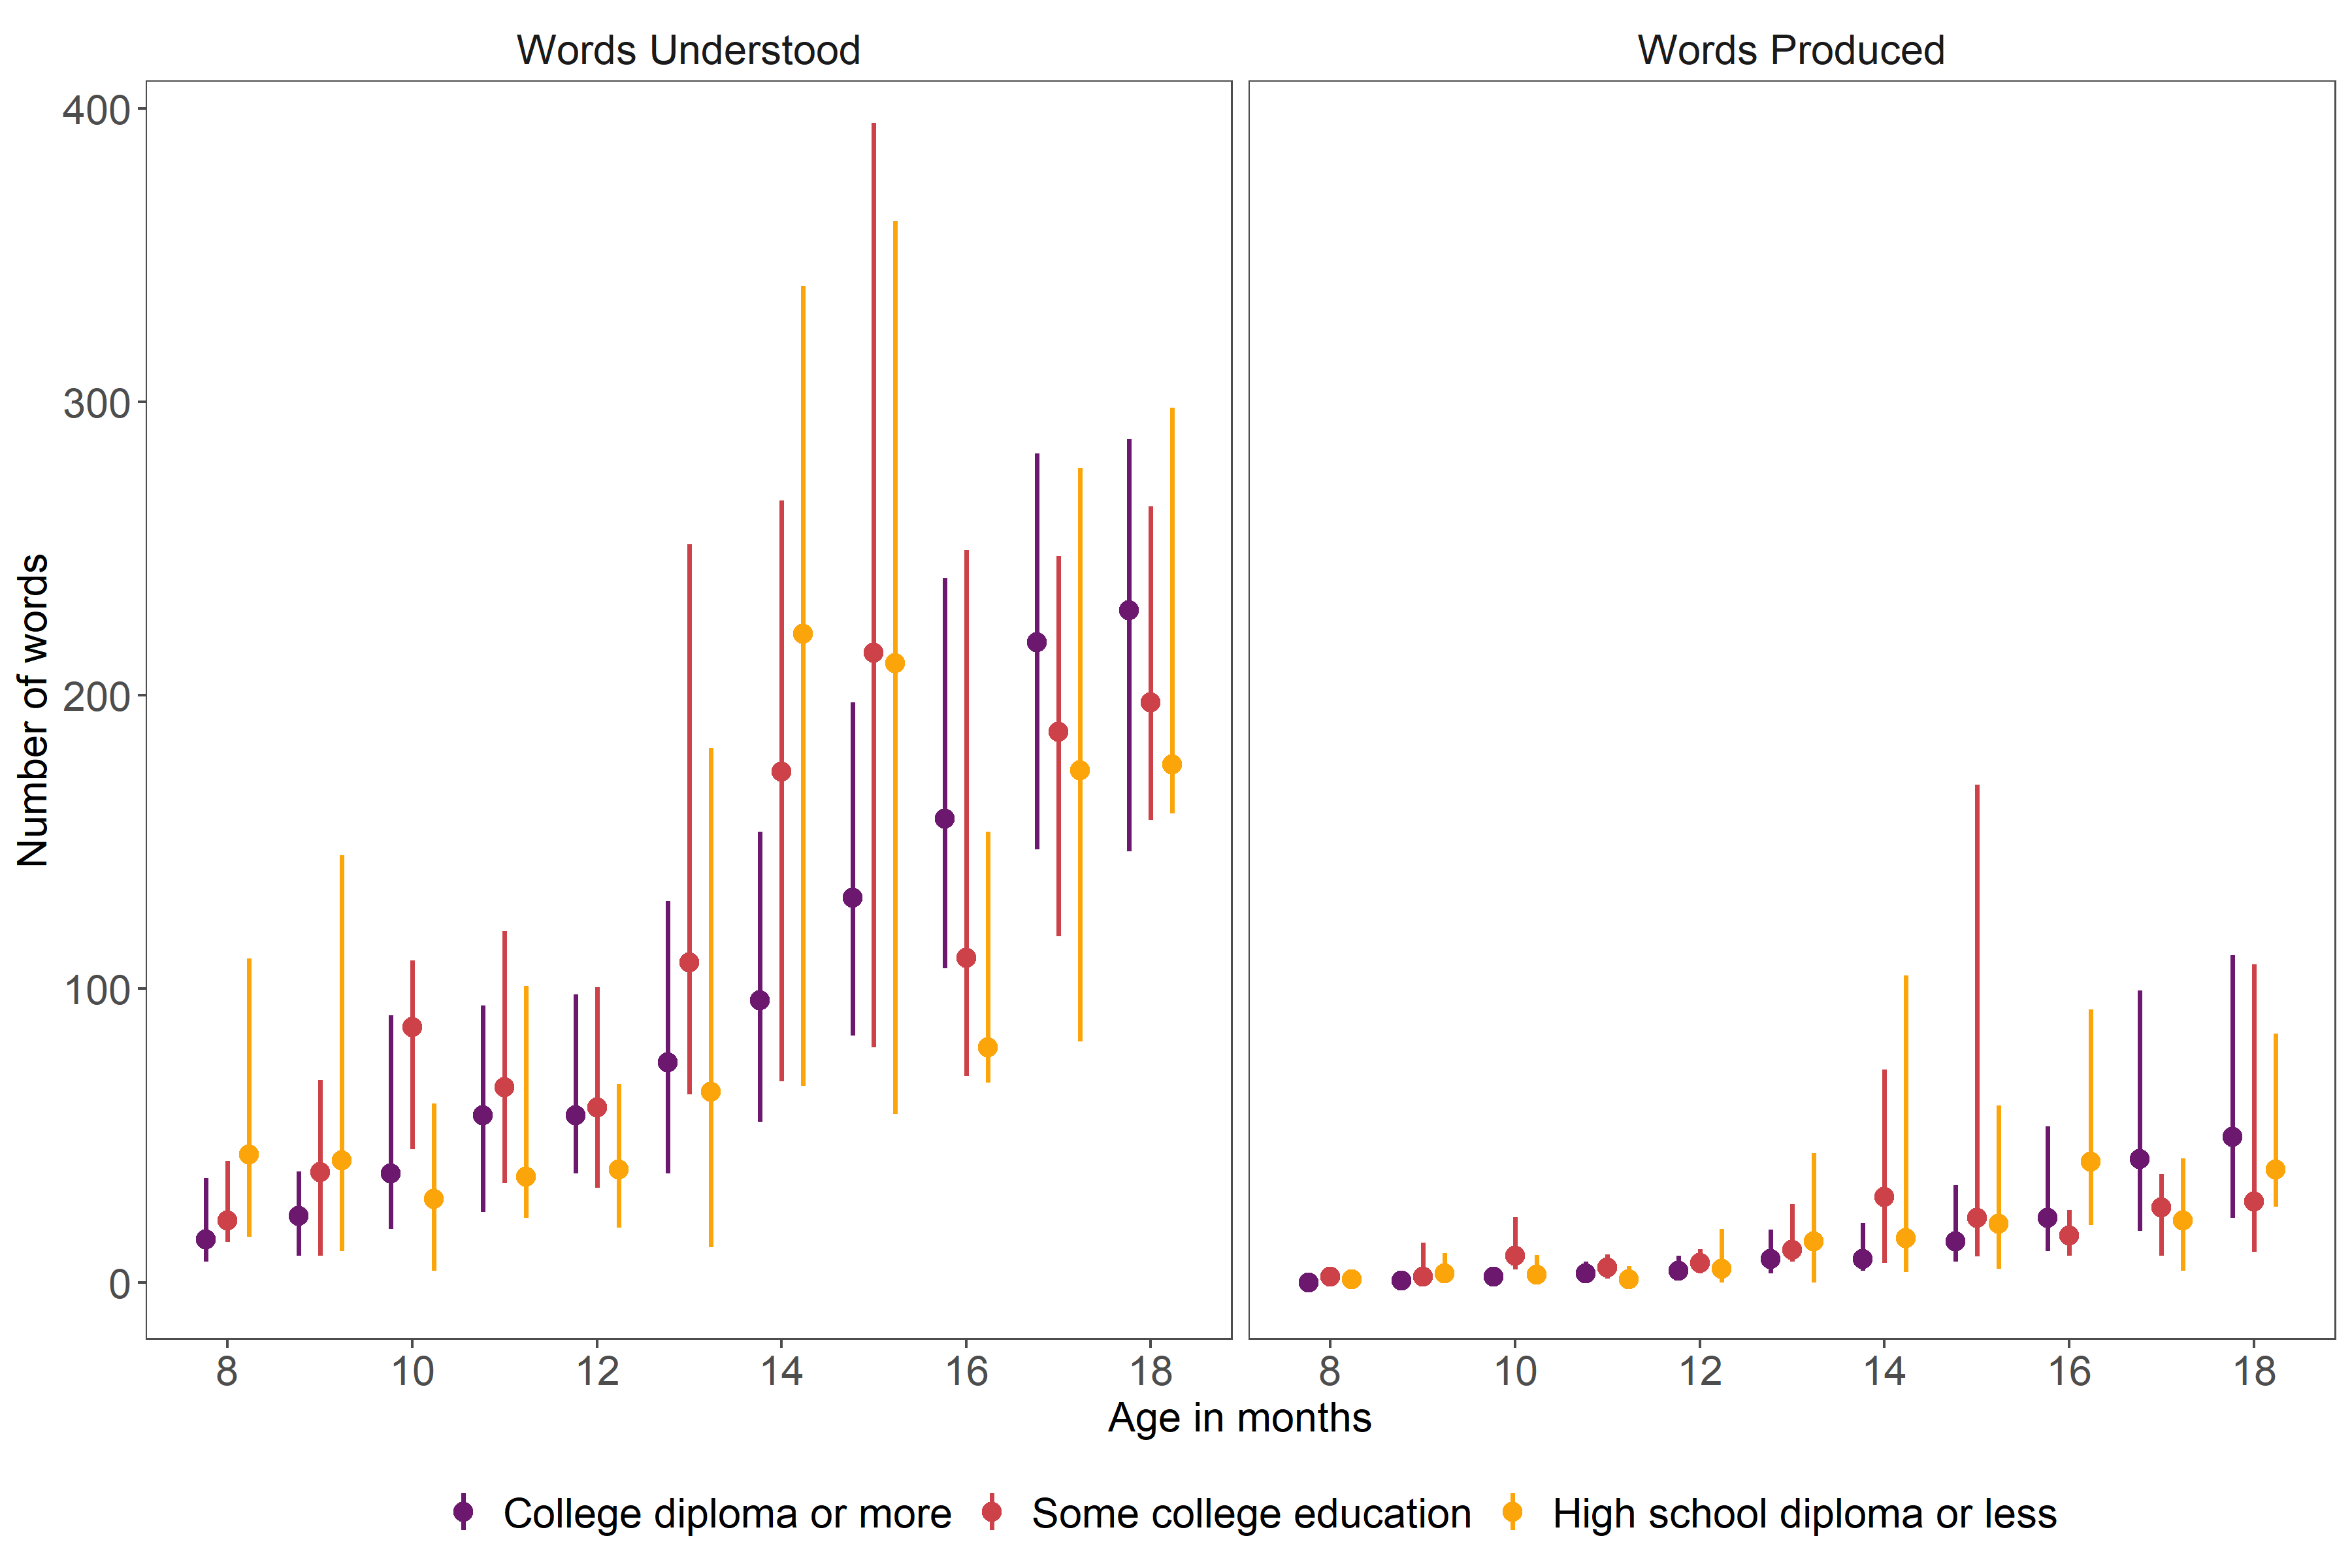 Words Understood
Words Produced
Number of words
400
300
200
100
0
8 10 12 14 16 18
8 10 12 14 16 18
Age in months
College diploma or more
Some college education
High school diploma or less